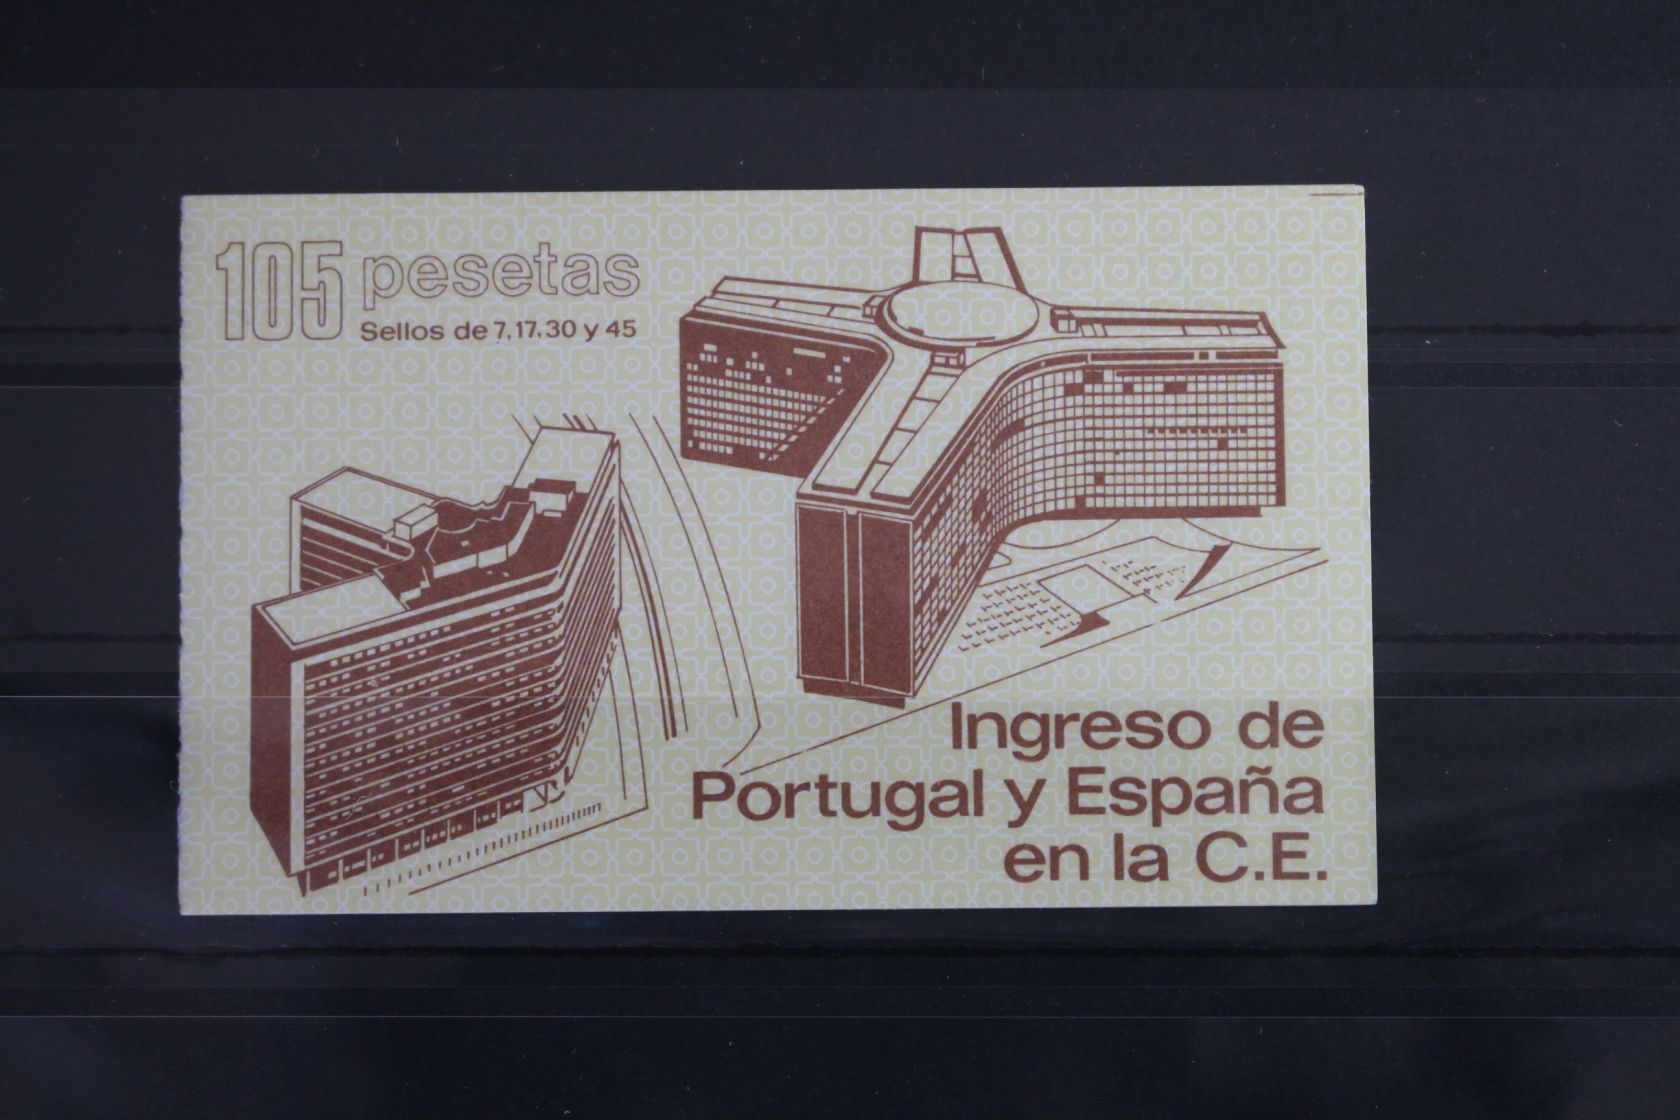 105 pesetas
Sellos de 7, 17, 30 y 45
Ingreso de
Portugal y España
en la C.E.